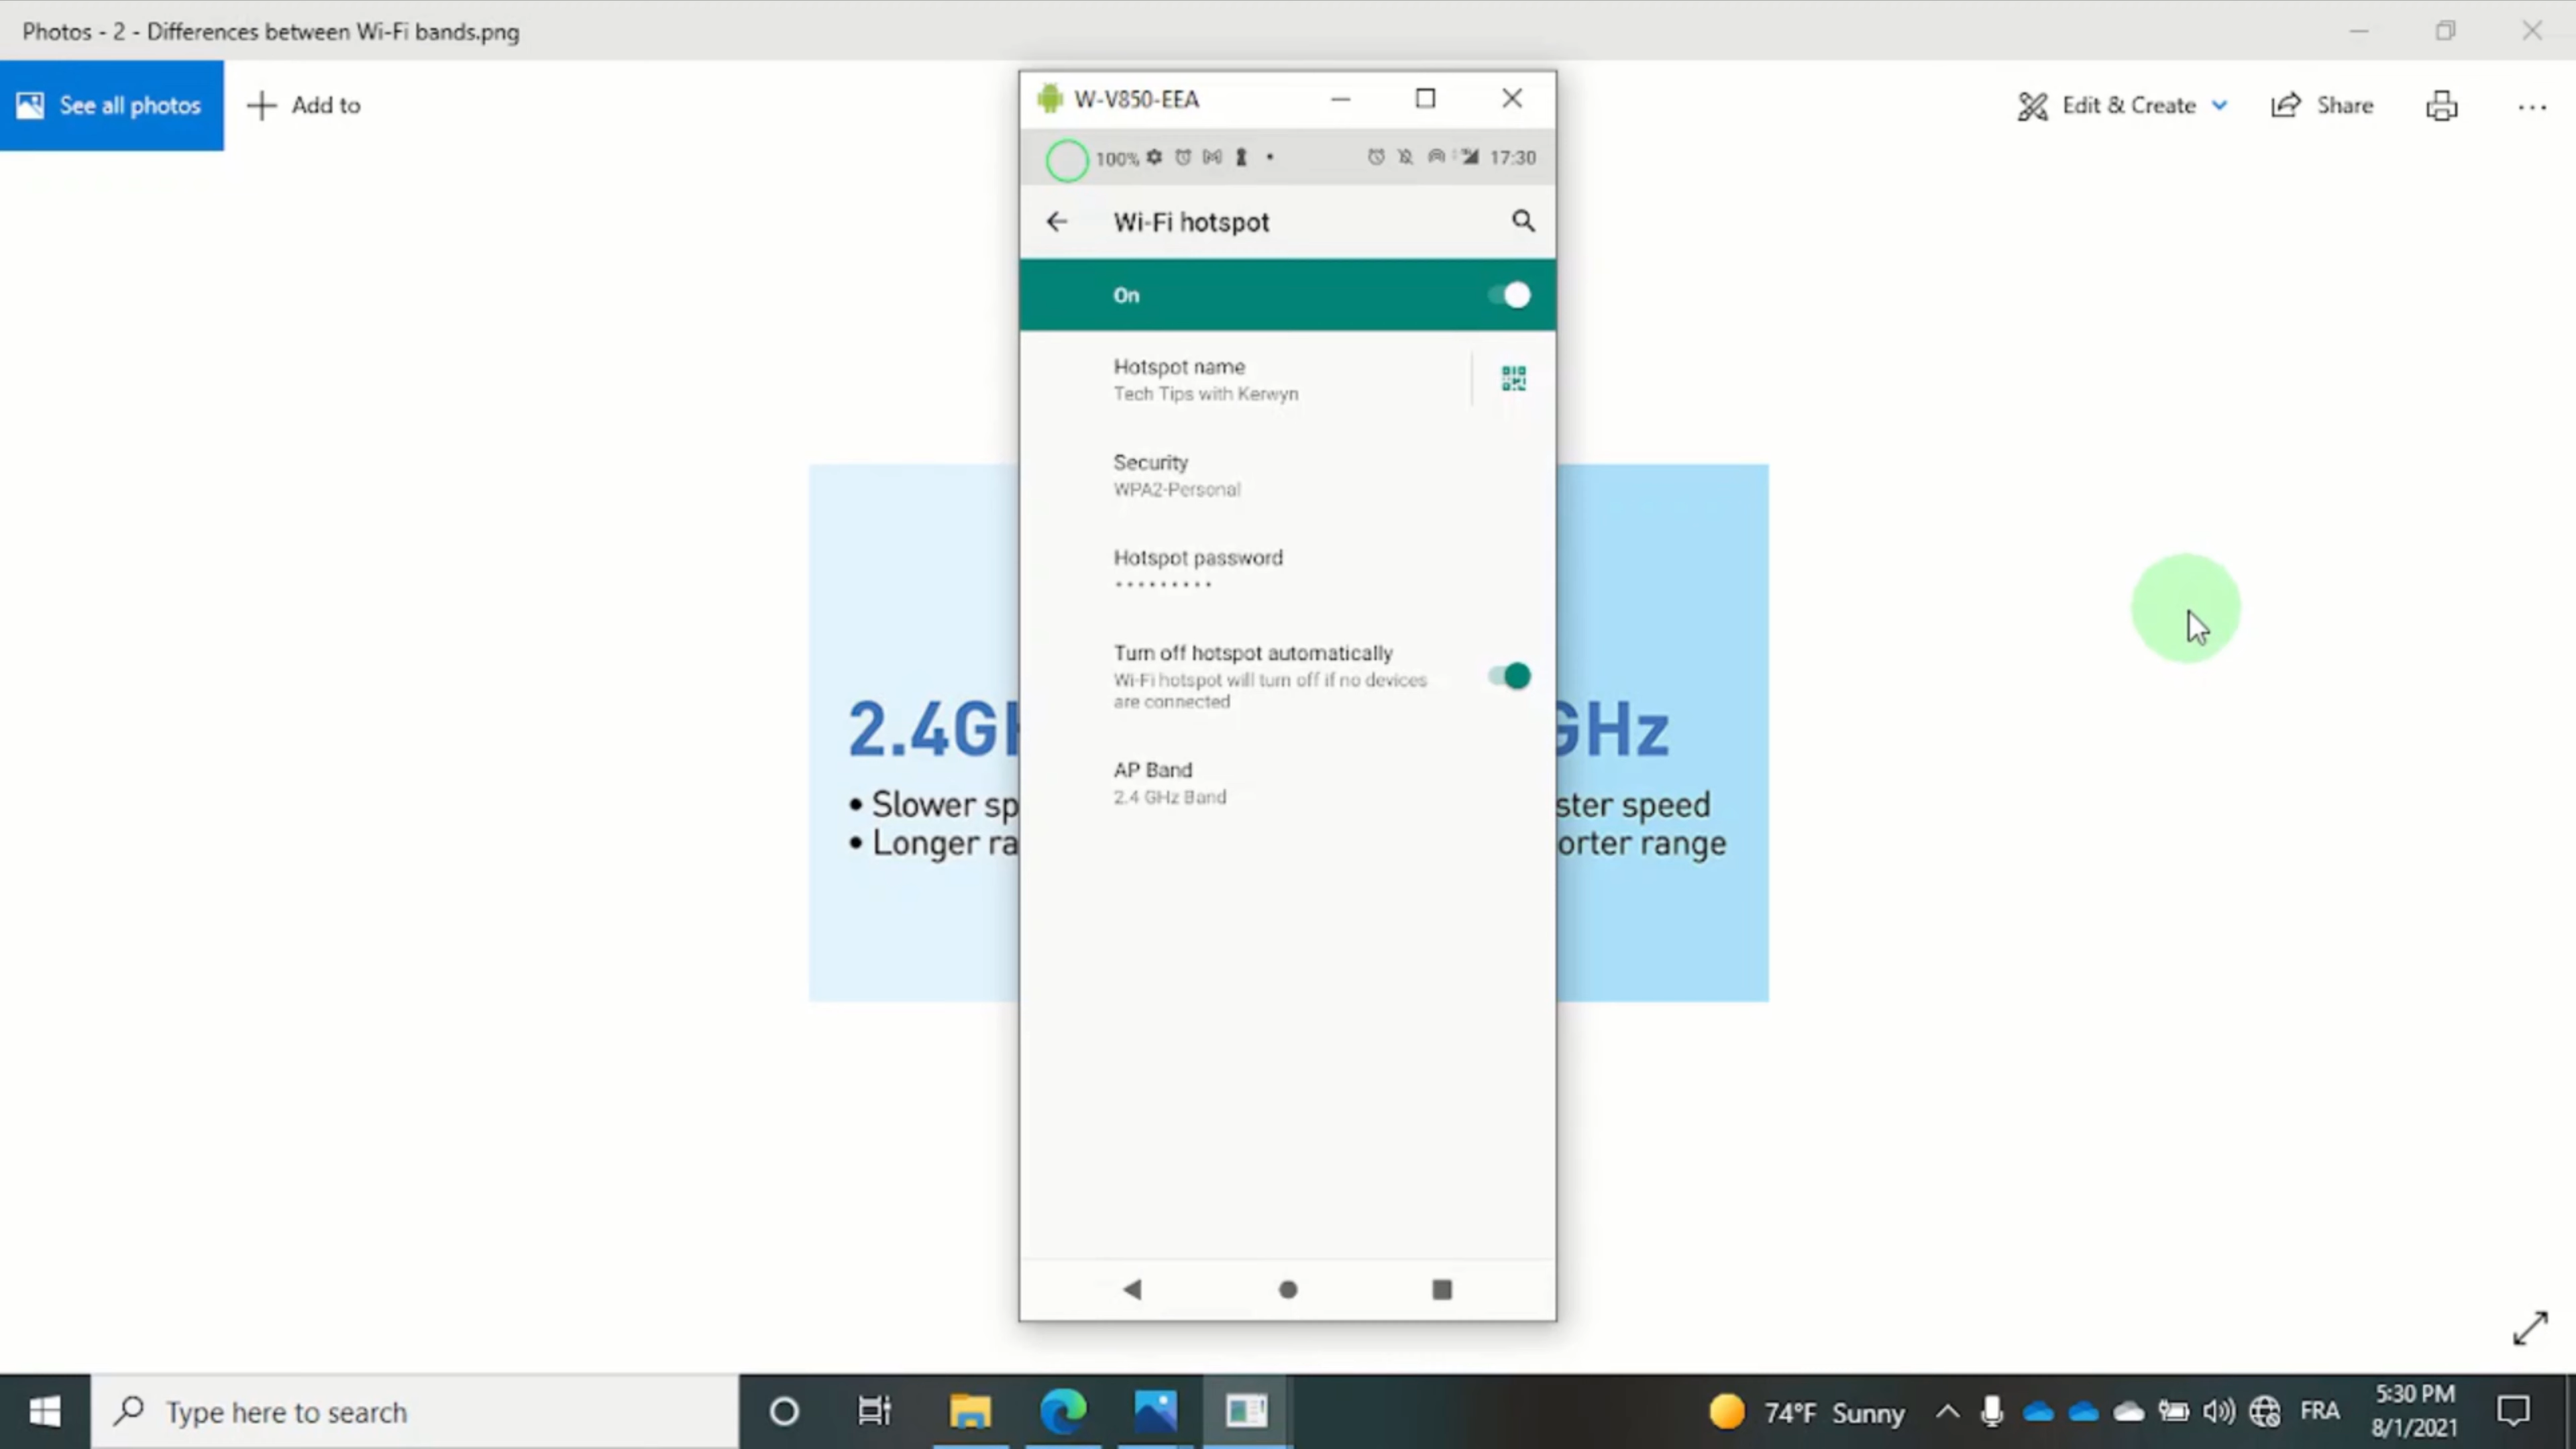 Photos - 2 - Differences between Wi-Fi bands.png
See all photos
Add to
Edit & Create
Share
W-V850-EEA
100%
17:30
Wi-Fi hotspot
On
Hotspot name
Tech Tips with Kerwyn
Security
WPA2-Personal
Hotspot password
•••••••••
Turn off hotspot automatically
Wi-Fi hotspot will turn off if no devices
are connected
AP Band
2.4 GHz Band
2.4G
GHz
• Slower sp
ster speed
• Longer ra
orter range
Type here to search
74°F Sunny
FRA
5:30 PM
8/1/2021